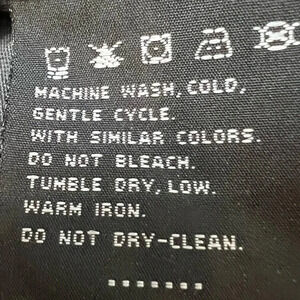 MACHINE WASH, COLD,
GENTLE CYCLE.
WITH SIMILAR COLORS.
DO NOT BLEACH.
TUMBLE DRY, LOW.
WARM IRON.
DO NOT DRY-CLEAN.